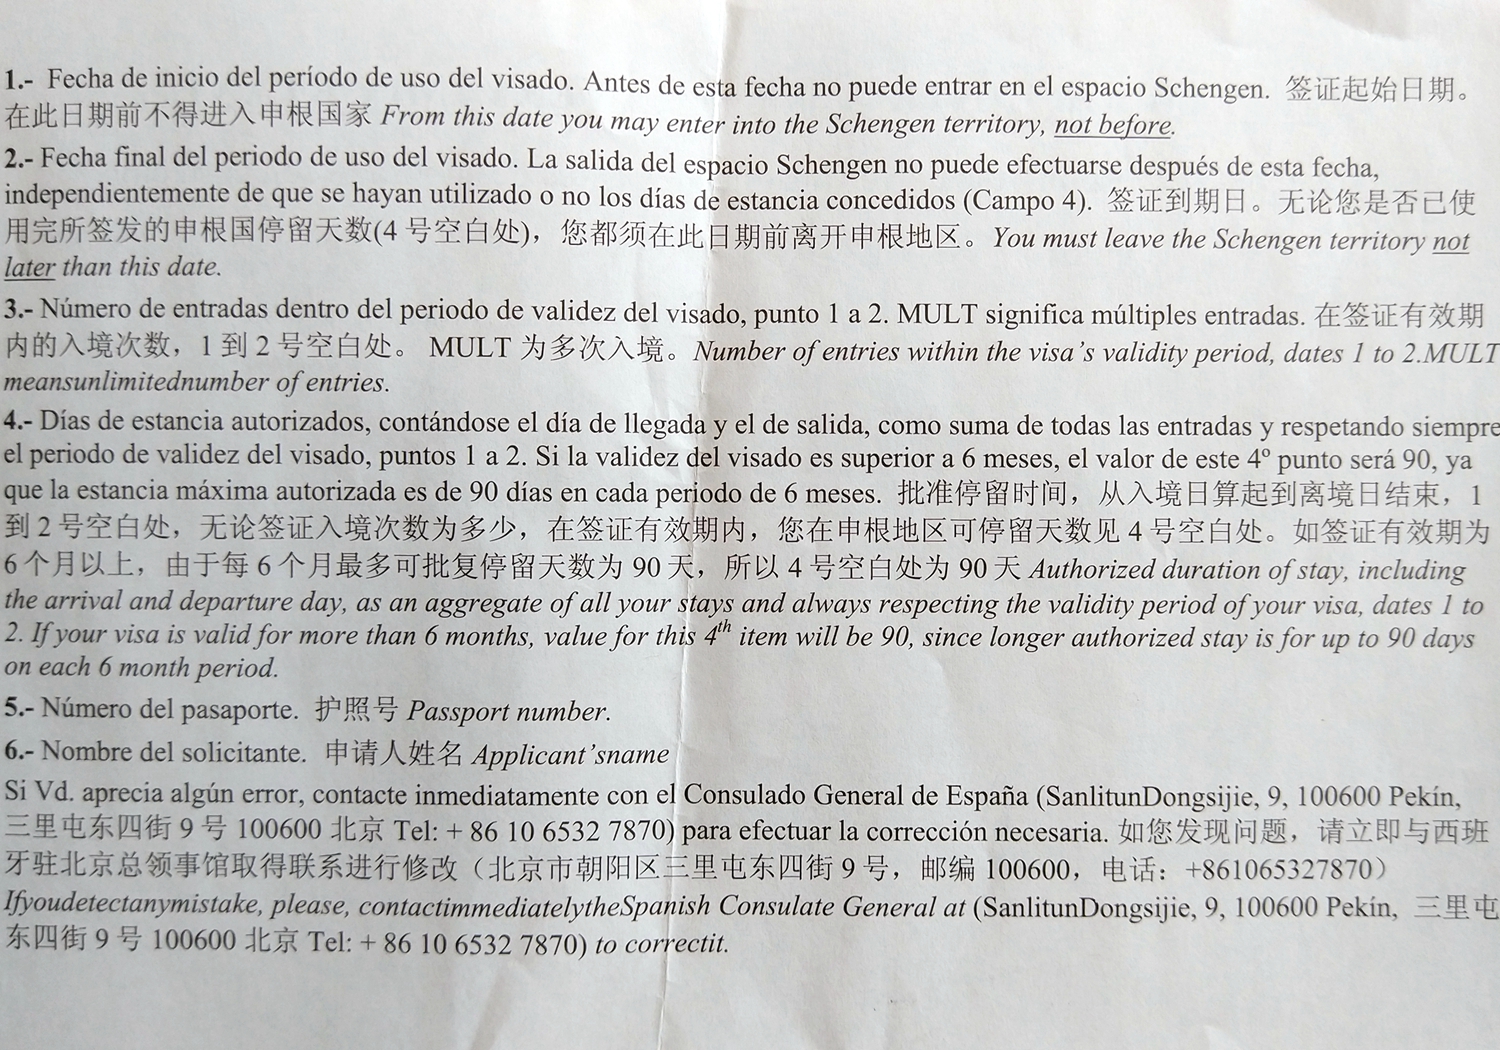 1.- Fecha de inicio del período de uso del visado. Antes de esta fecha no puede entrar en el espacio Schengen. 签证起始日期。
在此日期前不得进入申根国家 From this date you may enter into the Schengen territory, not before.
2.- Fecha final del periodo de uso del visado. La salida del espacio Schengen no puede efectuarse después de esta fecha,
independientemente de que se hayan utilizado o no los días de estancia concedidos (Campo 4). 签证到期日。无论您是否已使
用完所签发的申根国停留天数(4 号空白处)，您都须在此日期前离开申根地区。You must leave the Schengen territory not
later than this date.
3.- Número de entradas dentro del periodo de validez del visado, punto 1 a 2. MULT significa múltiples entradas. 在签证有效期
内的入境次数，1 到 2 号空白处。 MULT 为多次入境。Number of entries within the visa's validity period, dates 1 to 2.MULT
meansunlimitednumber of entries.
4.- Días de estancia autorizados, contándose el día de llegada y el de salida, como suma de todas las entradas y respetando siempre
el periodo de validez del visado, puntos 1 a 2. Si la validez del visado es superior a 6 meses, el valor de este 4º punto será 90, ya
que la estancia máxima autorizada es de 90 días en cada periodo de 6 meses. 批准停留时间，从入境日算起到离境日结束，1
到 2 号空白处，无论签证入境次数为多少，在签证有效期内，您在申根地区可停留天数见 4 号空白处。如签证有效期为
6 个月以上，由于每 6 个月最多可批复停留天数为 90 天，所以 4 号空白处为 90 天 Authorized duration of stay, including
the arrival and departure day, as an aggregate of all your stays and always respecting the validity period of your visa, dates 1 to
2. If your visa is valid for more than 6 months, value for this 4th item will be 90, since longer authorized stay is for up to 90 days
on each 6 month period.
5.- Número del pasaporte. 护照号 Passport number.
6.- Nombre del solicitante. 申请人姓名 Applicant'sname
Si Vd. aprecia algún error, contacte inmediatamente con el Consulado General de España (SanlitunDongsijie, 9, 100600 Pekín,
三里屯东四街 9 号 100600 北京 Tel: + 86 10 6532 7870) para efectuar la corrección necesaria. 如您发现问题，请立即与西班
牙驻北京总领事馆取得联系进行修改（北京市朝阳区三里屯东四街 9 号，邮编 100600，电话：+861065327870）
Ifyoudetectanymistake, please, contactimmediatelytheSpanish Consulate General at (SanlitunDongsijie, 9, 100600 Pekín, 三里屯
东四街 9 号 100600 北京 Tel: + 86 10 6532 7870) to correctit.